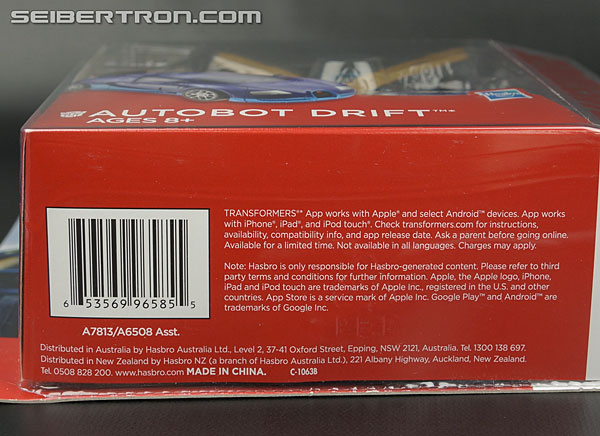 SEIBERTRON.COM
AUTOBOT DRIFT™*
AGES 8+
TRANSFORMERS** App works with Apple® and select Android™ devices. App works
with iPhone®, iPad®, and iPod touch®. Check transformers.com for instructions,
availability, compatibility info, and app release date. Ask a parent before going online.
Available for a limited time. Not available in all languages. Charges may apply.
Note: Hasbro is only responsible for Hasbro-generated content. Please refer to third
party terms and conditions for further information. Apple, the Apple logo, iPhone,
iPad and iPod touch are trademarks of Apple Inc., registered in the U.S. and other
countries. App Store is a service mark of Apple Inc. Google Play™ and Android™ are
trademarks of Google Inc.
6 53569 96585 5
A7813/A6508 Asst.
Distributed in Australia by Hasbro Australia Ltd., Level 2, 37-41 Oxford Street, Epping, NSW 2121, Australia. Tel. 1300 138 697.
Distributed in New Zealand by Hasbro NZ (a branch of Hasbro Australia Ltd.), 221 Albany Highway, Auckland, New Zealand.
Tel. 0508 828 200. www.hasbro.com MADE IN CHINA. C-1063B